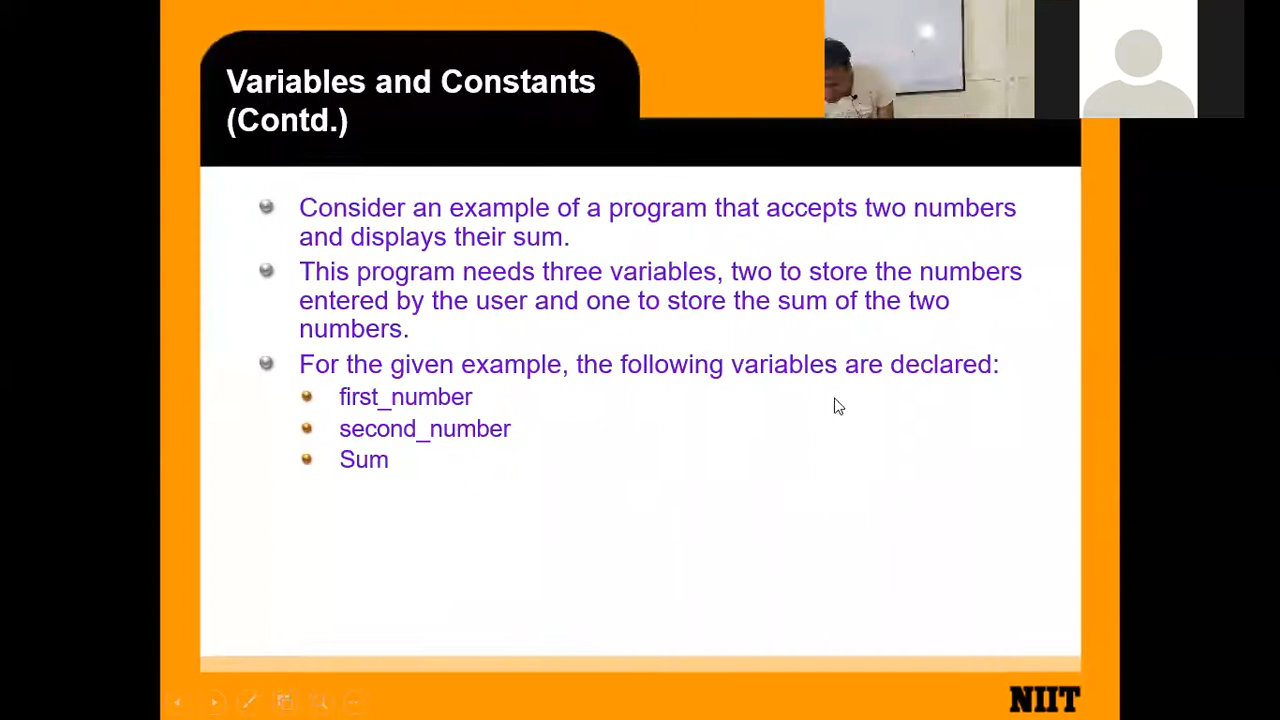 Variables and Constants
(Contd.)
Consider an example of a program that accepts two numbers
and displays their sum.
This program needs three variables, two to store the numbers
entered by the user and one to store the sum of the two
numbers.
For the given example, the following variables are declared:
first_number
second_number
Sum
NIIT